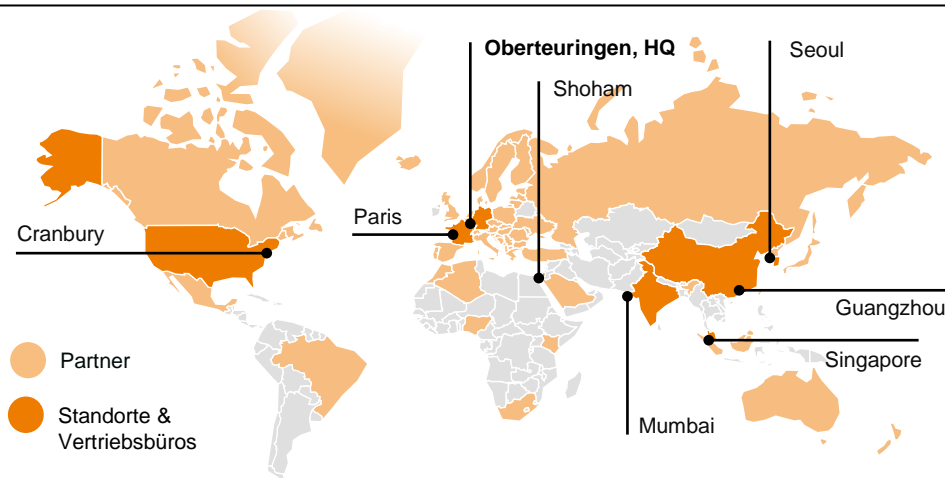 Oberteuringen, HQ
Seoul
Shoham
Paris
Cranbury
Guangzhou
Singapore
Mumbai
Partner
Standorte &
Vertriebsbüros